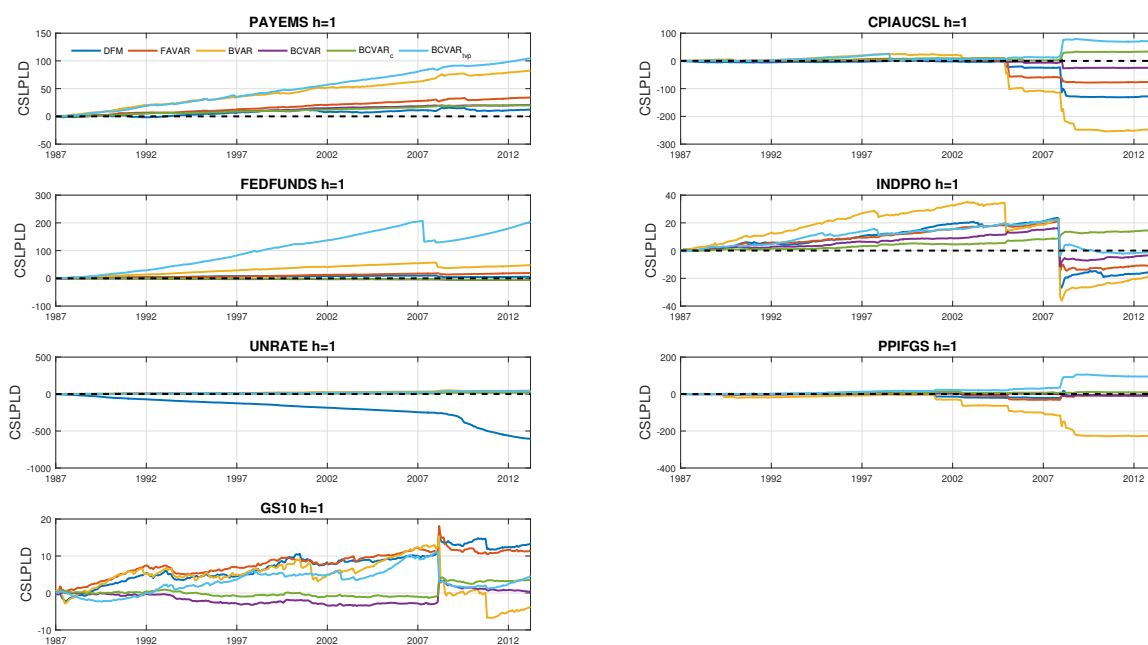 PAYEMS h=1
CSLPLD
150
100
50
0
-50
DFM FAVAR BVAR BCVAR BCVARc BCVARtvp
1987 1992 1997 2002 2007 2012
CPIAUCSL h=1
CSLPLD
100
0
-100
-200
-300
1987 1992 1997 2002 2007 2012
FEDFUNDS h=1
CSLPLD
300
200
100
0
-100
1987 1992 1997 2002 2007 2012
INDPRO h=1
CSLPLD
40
20
0
-20
-40
1987 1992 1997 2002 2007 2012
UNRATE h=1
CSLPLD
500
0
-500
-1000
1987 1992 1997 2002 2007 2012
PPIFGS h=1
CSLPLD
200
0
-200
-400
1987 1992 1997 2002 2007 2012
GS10 h=1
CSLPLD
20
10
0
-10
1987 1992 1997 2002 2007 2012